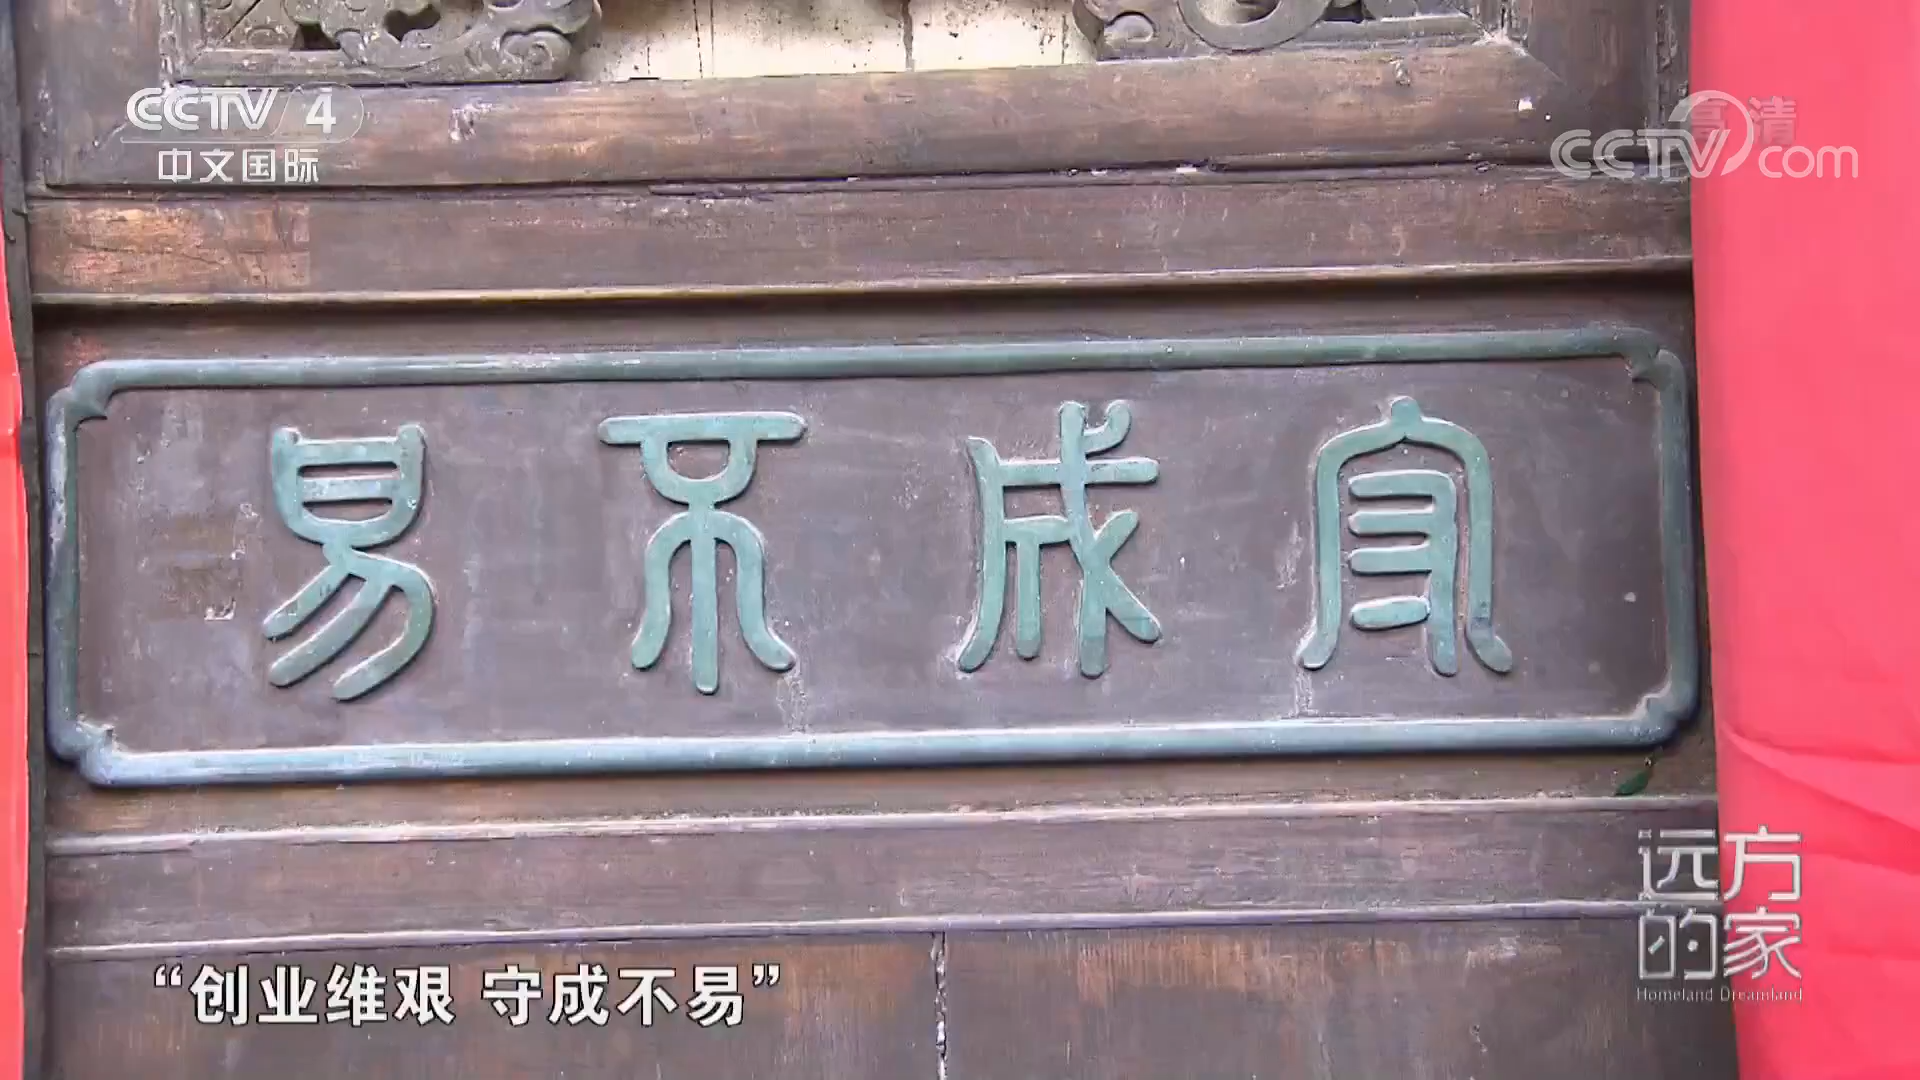 CCTV 4
中文国际
高清
CCTV.com
守成不易
远方
的家
Homeland Dreamland
“创业维艰 守成不易”